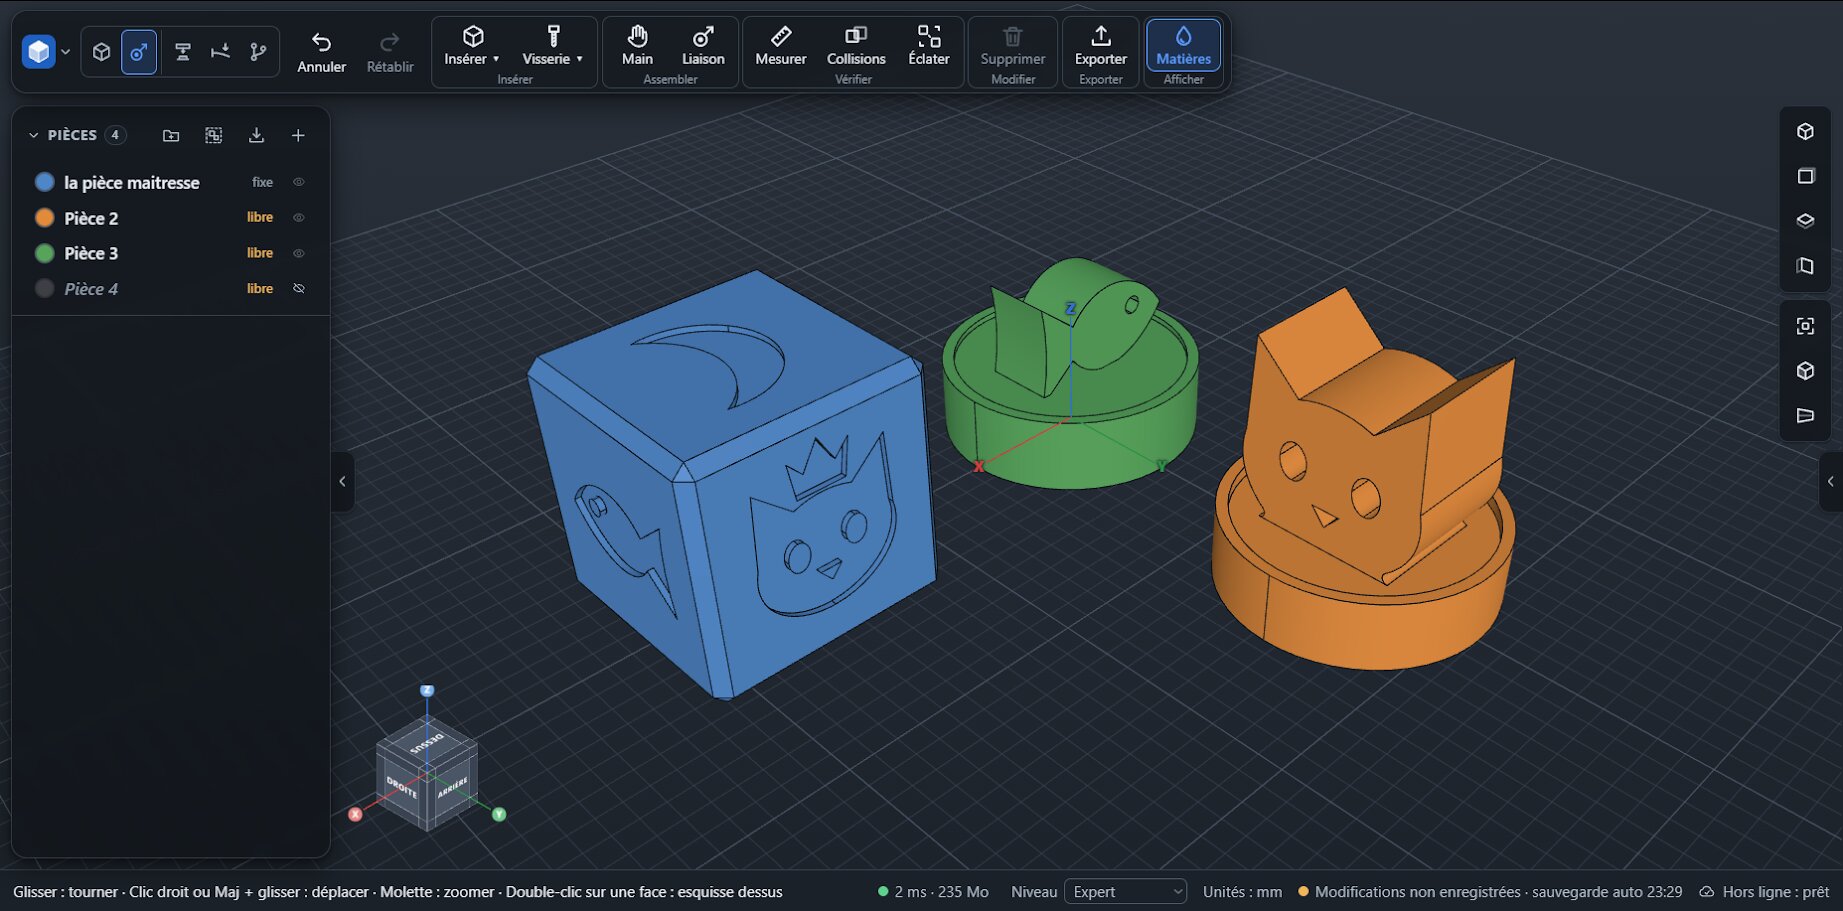 Annuler
Rétablir
Insérer
Visserie
Insérer
Main
Liaison
Assembler
Mesurer
Collisions
Éclater
Vérifier
Supprimer
Modifier
Exporter
Exporter
Matières
Afficher
PIÈCES 4
la pièce maitresse fixe
Pièce 2 libre
Pièce 3 libre
Pièce 4 libre
Z
X
Y
Z
DESSUS
DROITE
ARRIÈRE
X
Y
Glisser : tourner · Clic droit ou Maj + glisser : déplacer · Molette : zoomer · Double-clic sur une face : esquisse dessus
2 ms · 235 Mo
Niveau
Expert
Unités : mm
Modifications non enregistrées · sauvegarde auto 23:29
Hors ligne : prêt